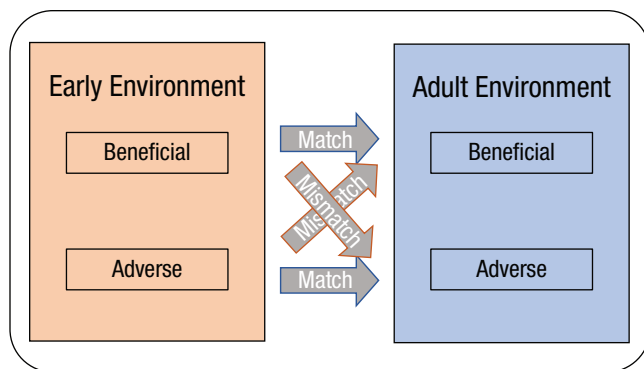 Early Environment
Beneficial
Adverse
Match
Mismatch
Mismatch
Match
Adult Environment
Beneficial
Adverse